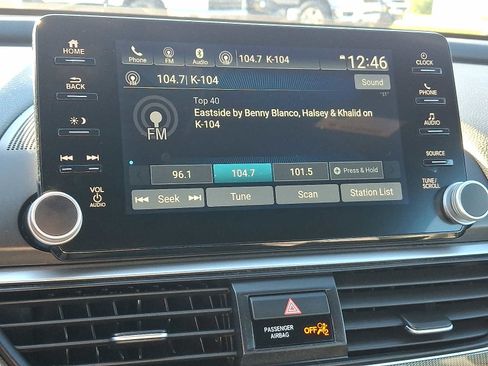 HOME
BACK
VOL
AUDIO
Phone
FM
Bluetooth
104.7 K-104
12:46
104.7 K-104
Sound
FM
Top 40
Eastside by Benny Blanco, Halsey & Khalid on
K-104
96.1
104.7
101.5
Press & Hold
Seek
Tune
Scan
Station List
CLOCK
PHONE
AUDIO
SOURCE
TUNE/
SCROLL
PASSENGER
AIRBAG
OFF
2